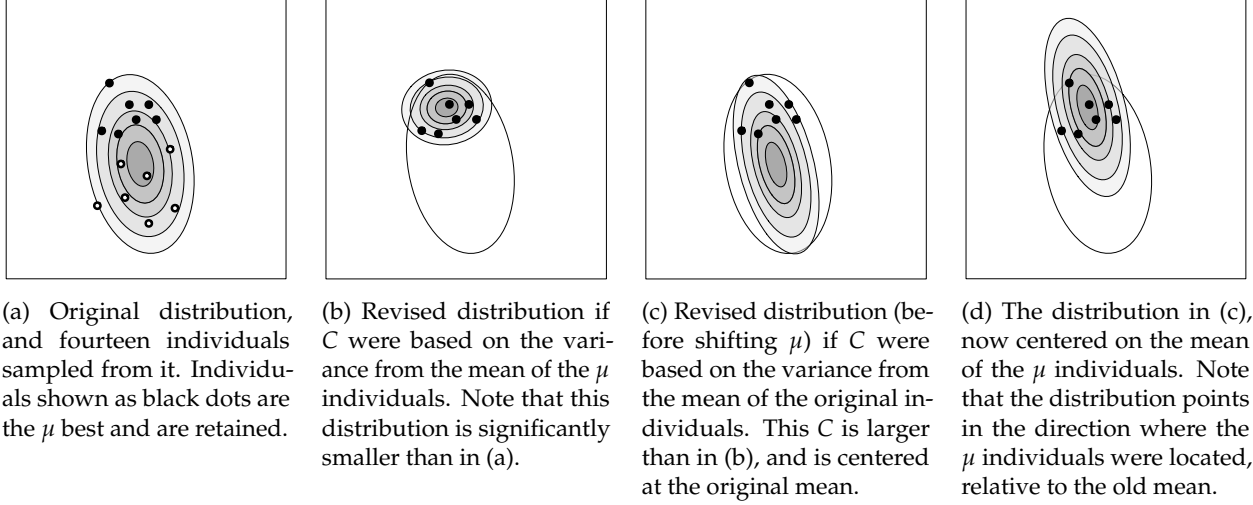 (a) Original distribution,
and fourteen individuals
sampled from it. Individu-
als shown as black dots are
the μ best and are retained.
(b) Revised distribution if
C were based on the vari-
ance from the mean of the μ
individuals. Note that this
distribution is significantly
smaller than in (a).
(c) Revised distribution (be-
fore shifting μ) if C were
based on the variance from
the mean of the original in-
dividuals. This C is larger
than in (b), and is centered
at the original mean.
(d) The distribution in (c),
now centered on the mean
of the μ individuals. Note
that the distribution points
in the direction where the
μ individuals were located,
relative to the old mean.